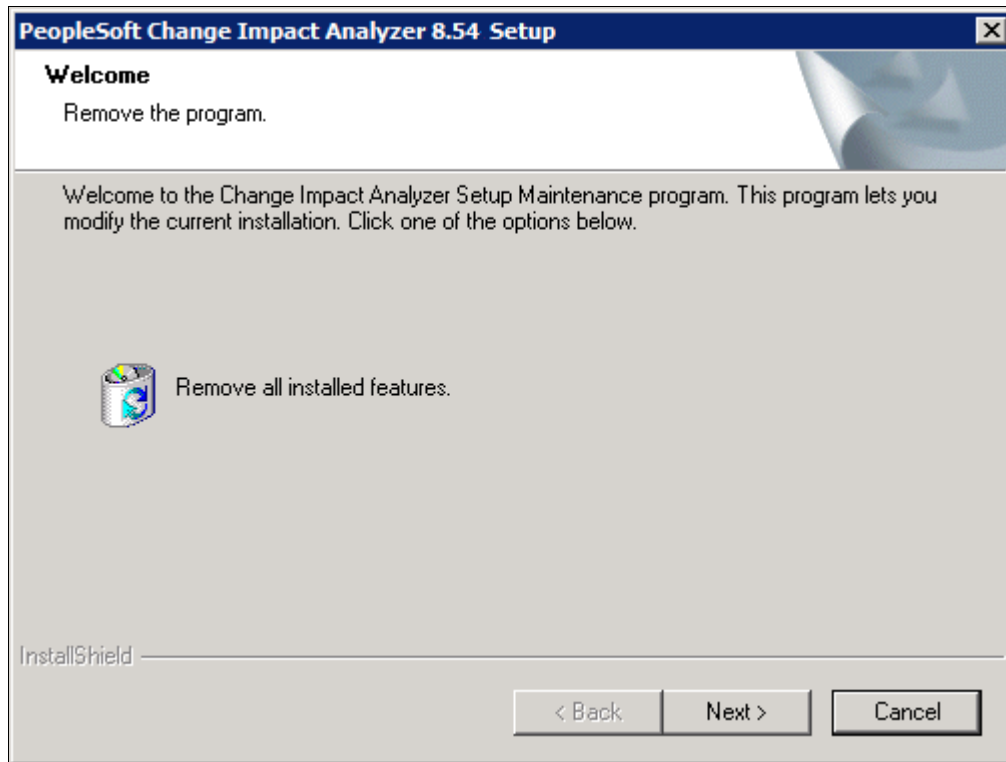 PeopleSoft Change Impact Analyzer 8.54 Setup
Welcome
Remove the program.
Welcome to the Change Impact Analyzer Setup Maintenance program. This program lets you
modify the current installation. Click one of the options below.
Remove all installed features.
InstallShield
< Back
Next >
Cancel